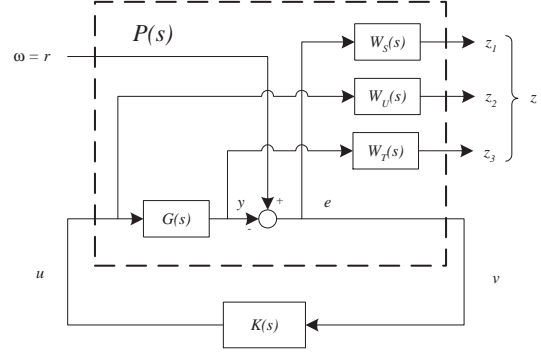 P(s)
ω = r
W_S(s)
z_1
W_U(s)
z_2
z
W_T(s)
z_3
G(s)
y
+
-
e
u
v
K(s)